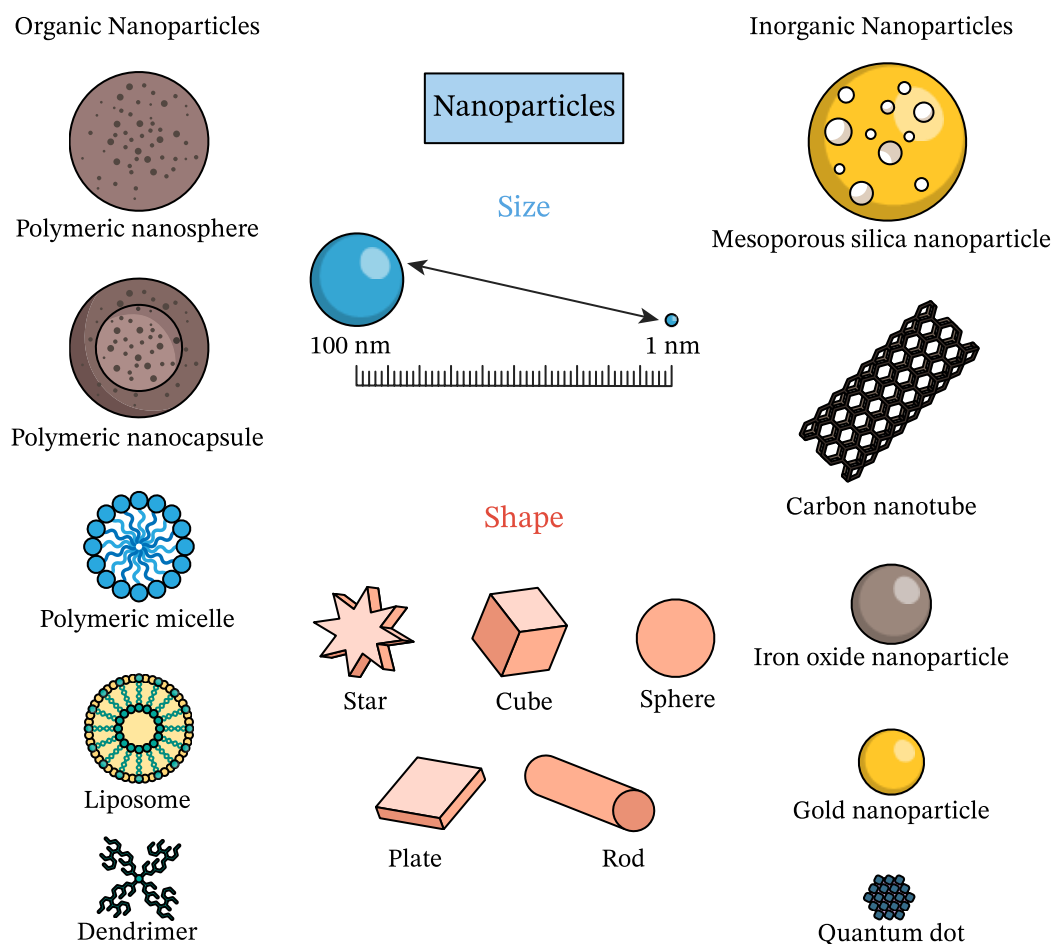 Organic Nanoparticles
Polymeric nanosphere
Polymeric nanocapsule
Polymeric micelle
Liposome
Dendrimer
Nanoparticles
Size
100 nm
1 nm
Shape
Star
Cube
Sphere
Plate
Rod
Inorganic Nanoparticles
Mesoporous silica nanoparticle
Carbon nanotube
Iron oxide nanoparticle
Gold nanoparticle
Quantum dot